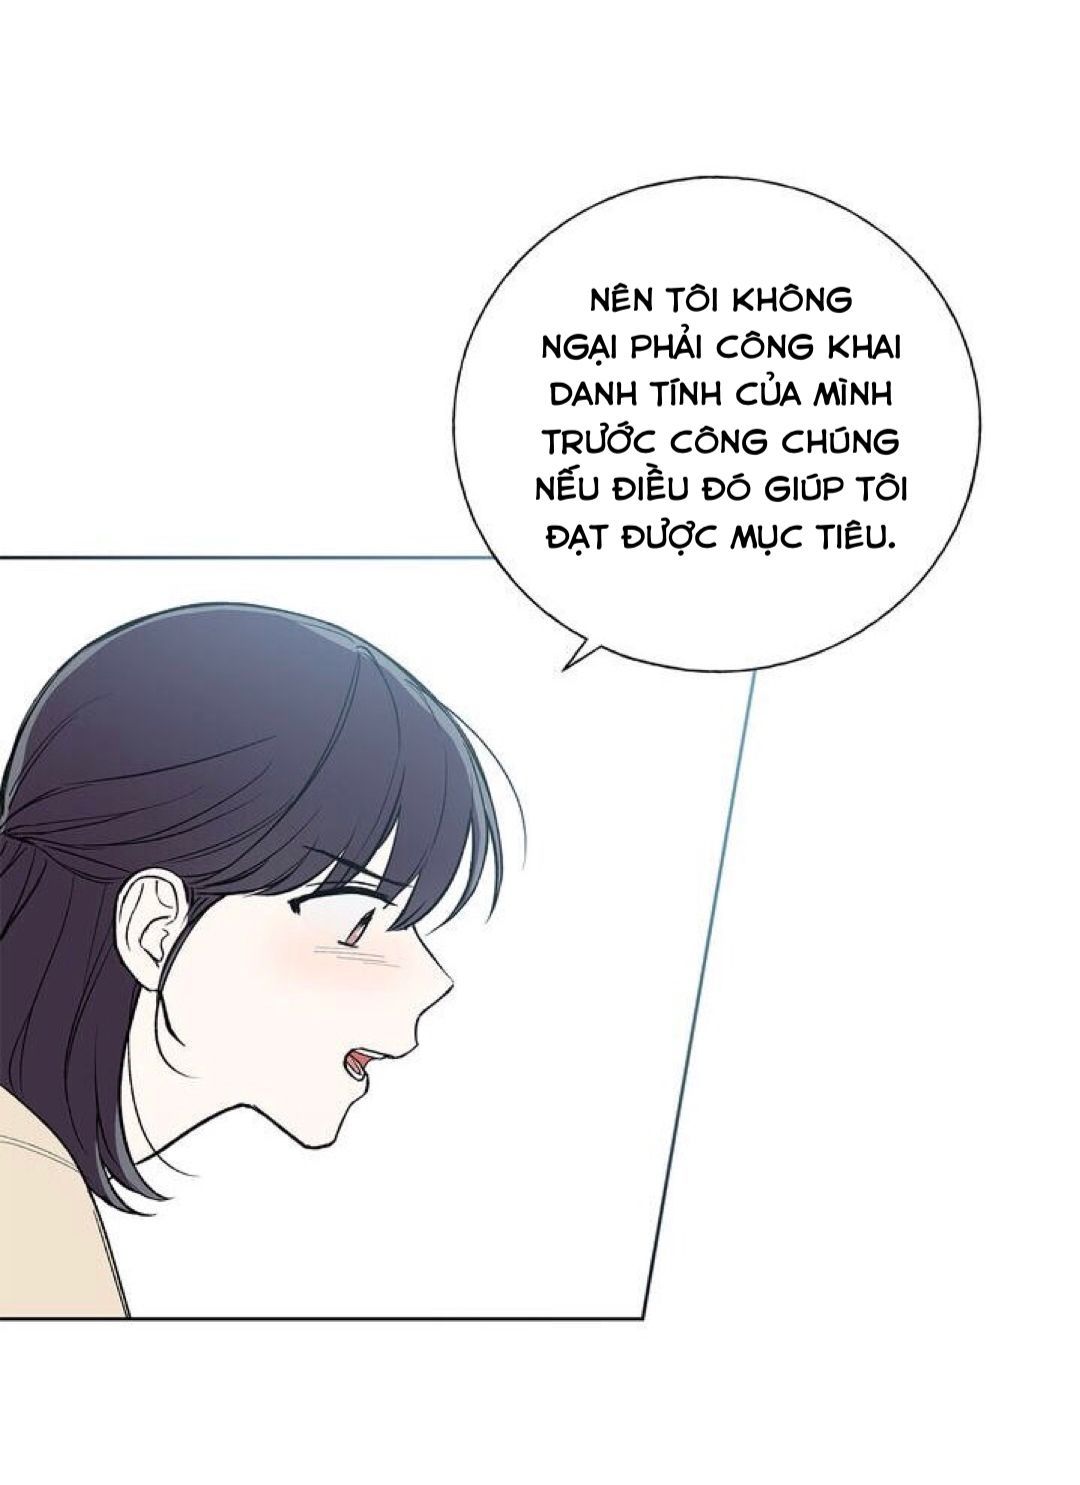 NÊN TÔI KHÔNG
NGẠI PHẢI CÔNG KHAI
DANH TÍNH CỦA MÌNH
TRƯỚC CÔNG CHÚNG
NẾU ĐIỀU ĐÓ GIÚP TÔI
ĐẠT ĐƯỢC MỤC TIÊU.